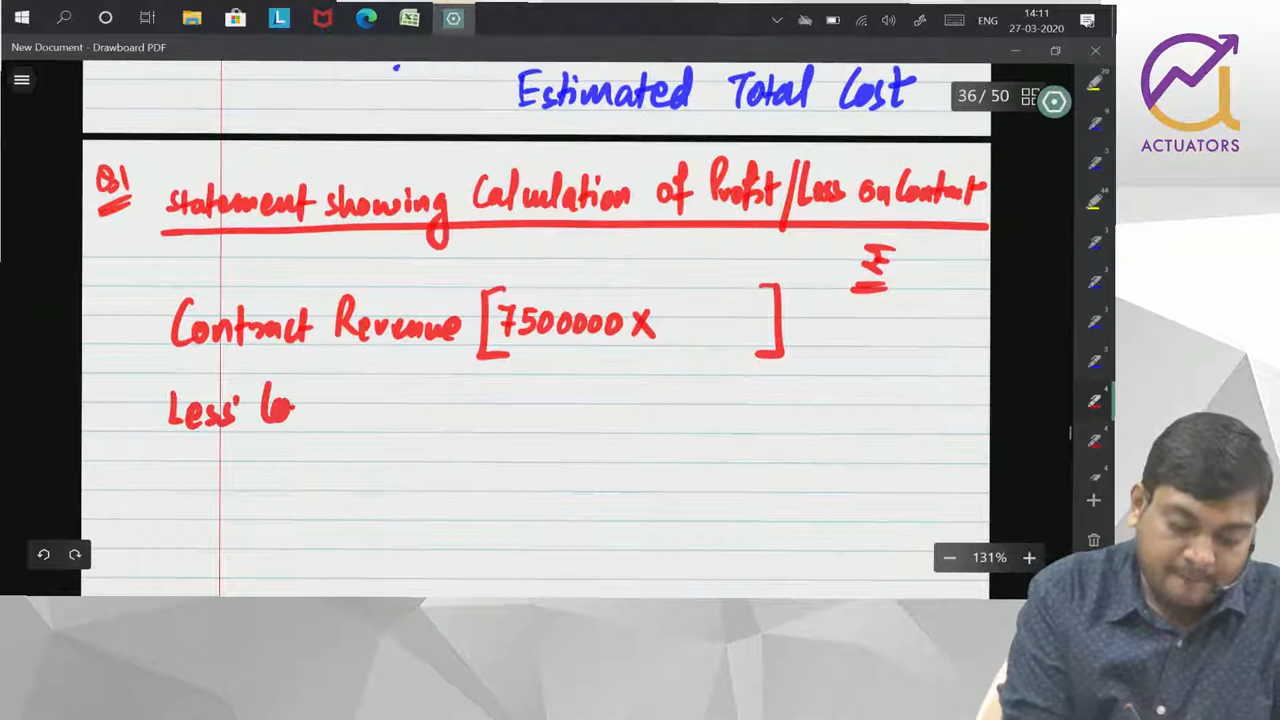 14:11
ENG
27-03-2020
New Document - Drawboard PDF
Estimated Total Cost
36 / 50
ACTUATORS
Q1 Statement showing Calculation of Profit/Loss on Contract
₹
Contract Revenue [7500000 X ]
Less: Co
131%